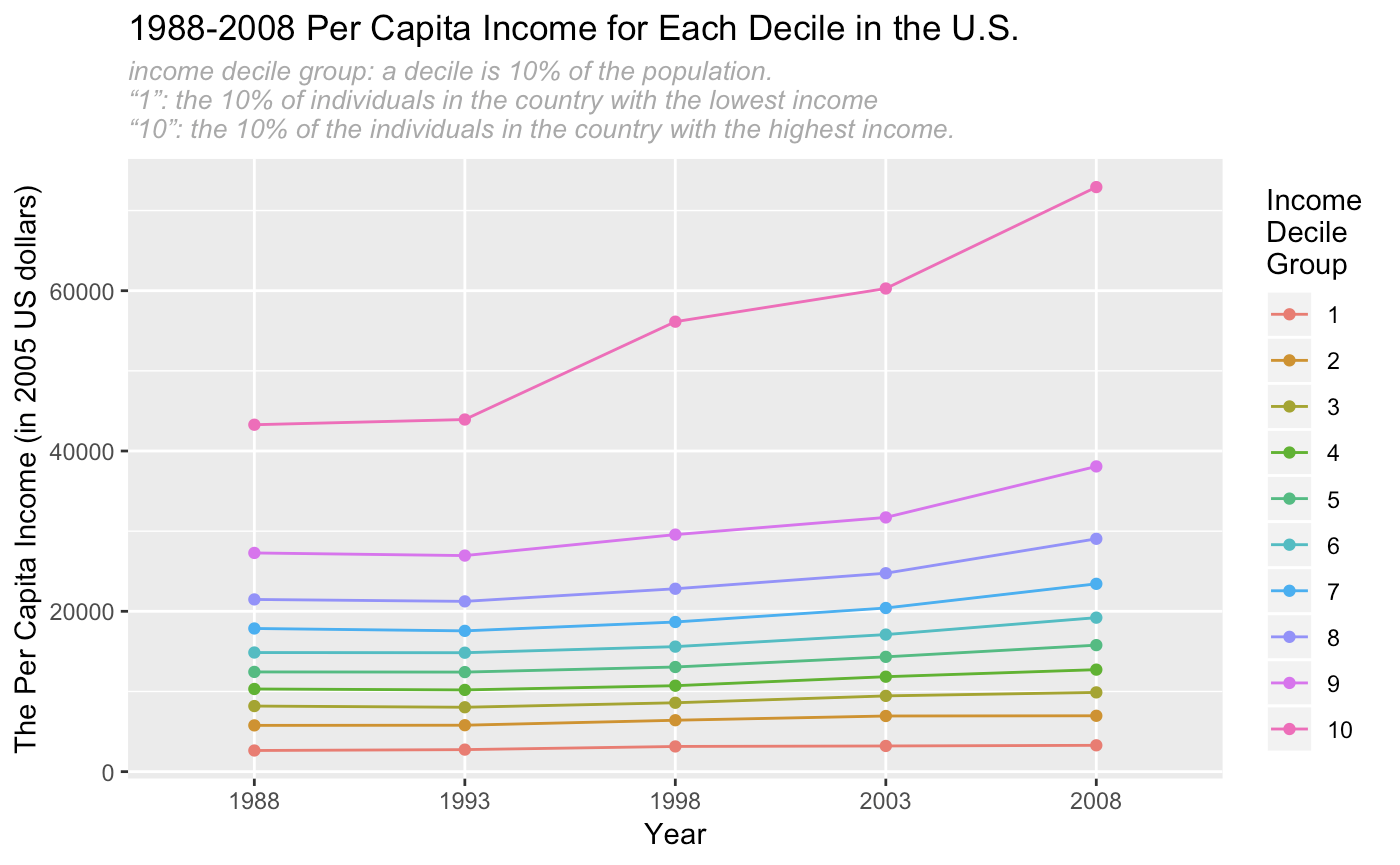 1988-2008 Per Capita Income for Each Decile in the U.S.
income decile group: a decile is 10% of the population.
“1”: the 10% of individuals in the country with the lowest income
“10”: the 10% of the individuals in the country with the highest income.
The Per Capita Income (in 2005 US dollars)
60000
40000
20000
0
1988 1993 1998 2003 2008
Year
Income
Decile
Group
1
2
3
4
5
6
7
8
9
10